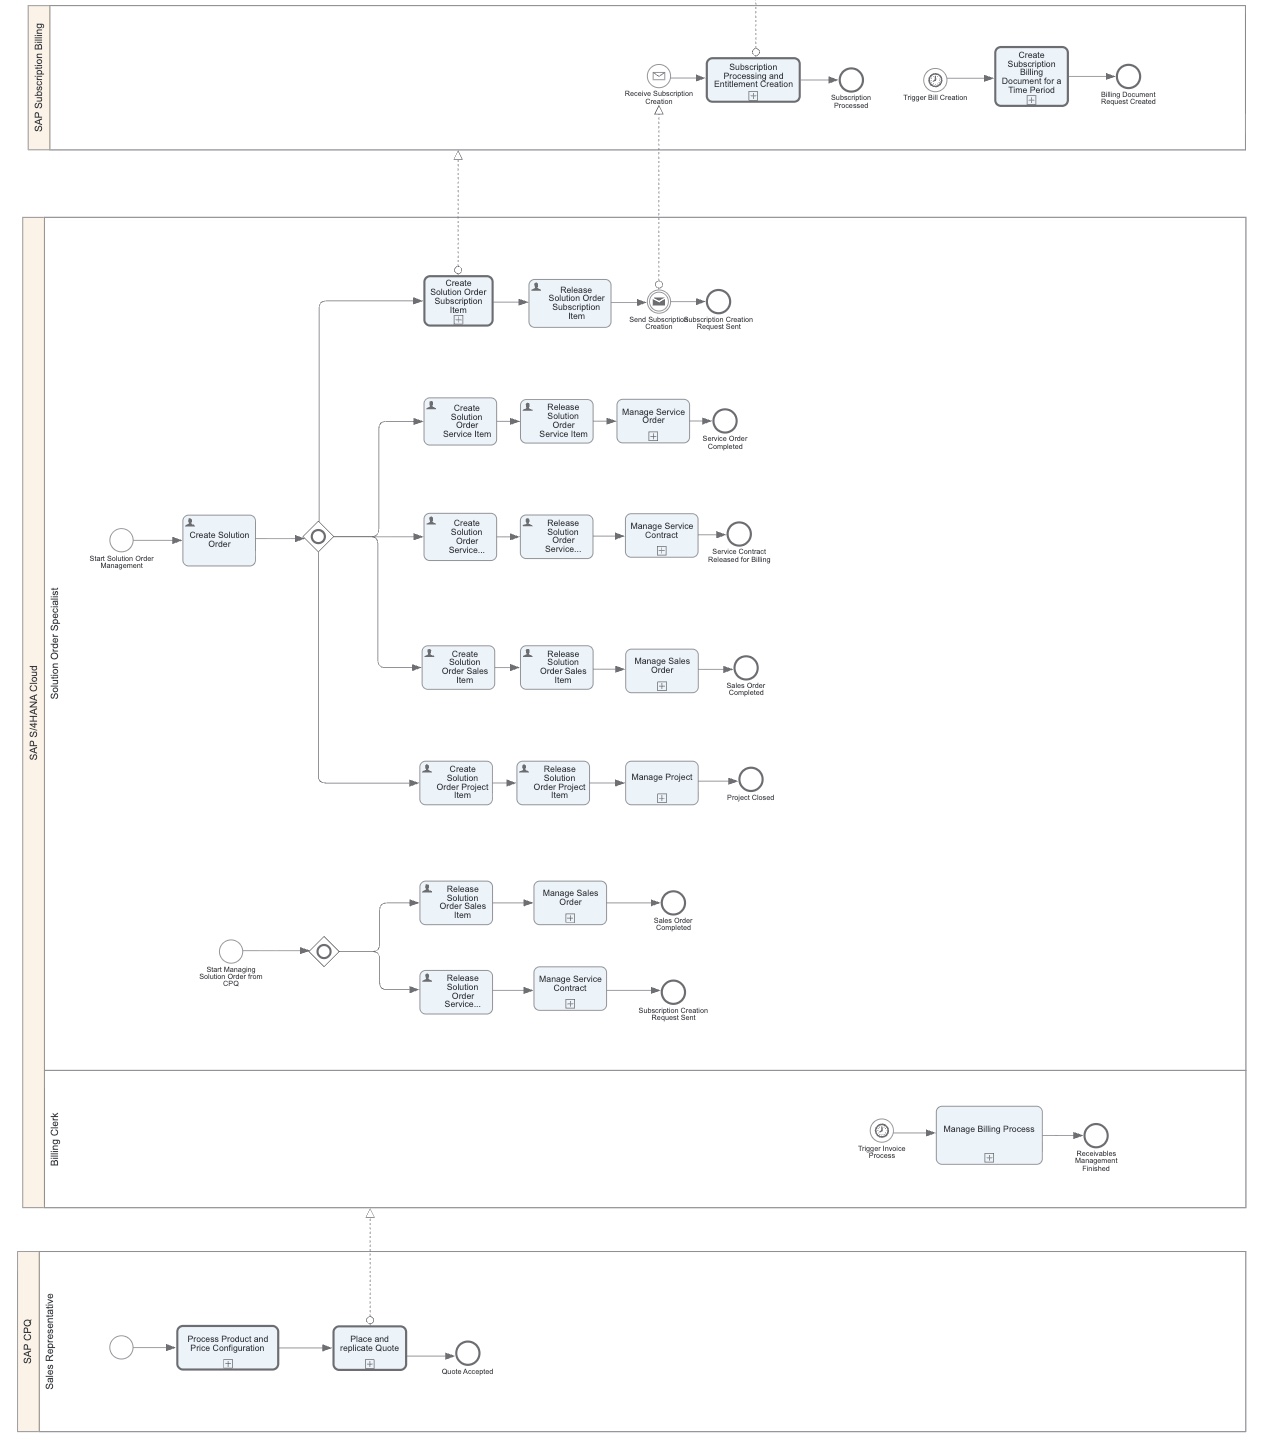 SAP Subscription Billing
Receive Subscription
Creation
Subscription
Processing and
Entitlement Creation
Subscription
Processed
Trigger Bill Creation
Create
Subscription
Billing
Document for a
Time Period
Billing Document
Request Created
SAP S/4HANA Cloud
Solution Order Specialist
Create
Solution Order
Subscription
Item
Release
Solution Order
Subscription
Item
Send Subscription
Creation
Subscription Creation
Request Sent
Create
Solution
Order
Service Item
Release
Solution
Order
Service Item
Manage Service
Order
Service Order
Completed
Start Solution Order
Management
Create Solution
Order
Create
Solution
Order
Service...
Release
Solution
Order
Service...
Manage Service
Contract
Service Contract
Released for Billing
Create
Solution
Order Sales
Item
Release
Solution
Order Sales
Item
Manage Sales
Order
Sales Order
Completed
Create
Solution
Order Project
Item
Release
Solution
Order Project
Item
Manage Project
Project Closed
Start Managing
Solution Order from
CPQ
Release
Solution
Order Sales
Item
Manage Sales
Order
Sales Order
Completed
Release
Solution
Order
Service...
Manage Service
Contract
Subscription Creation
Request Sent
Billing Clerk
Trigger Invoice
Process
Manage Billing Process
Receivables
Management
Finished
SAP CPQ
Sales Representative
Process Product and
Price Configuration
Place and
replicate Quote
Quote Accepted